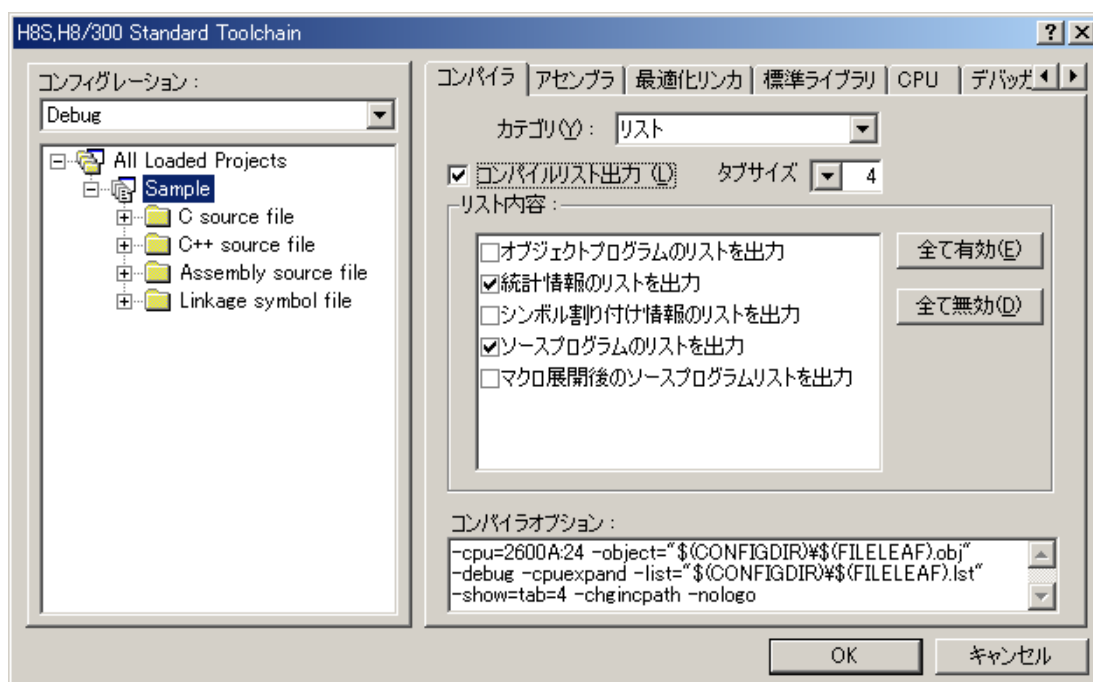 H8S,H8/300 Standard Toolchain
コンフィグレーション：
Debug
All Loaded Projects
Sample
C source file
C++ source file
Assembly source file
Linkage symbol file
コンパイラ アセンブラ 最適化リンカ 標準ライブラリ CPU デバッガ
カテゴリ(Y)： リスト
コンパイルリスト出力(L) タブサイズ 4
リスト内容：
オブジェクトプログラムのリストを出力
統計情報のリストを出力
シンボル割り付け情報のリストを出力
ソースプログラムのリストを出力
マクロ展開後のソースプログラムリストを出力
全て有効(E)
全て無効(D)
コンパイラオプション：
-cpu=2600A:24 -object="$(CONFIGDIR)¥$(FILELEAF).obj"
-debug -cpuexpand -list="$(CONFIGDIR)¥$(FILELEAF).lst"
-show=tab=4 -chgincpath -nologo
OK キャンセル